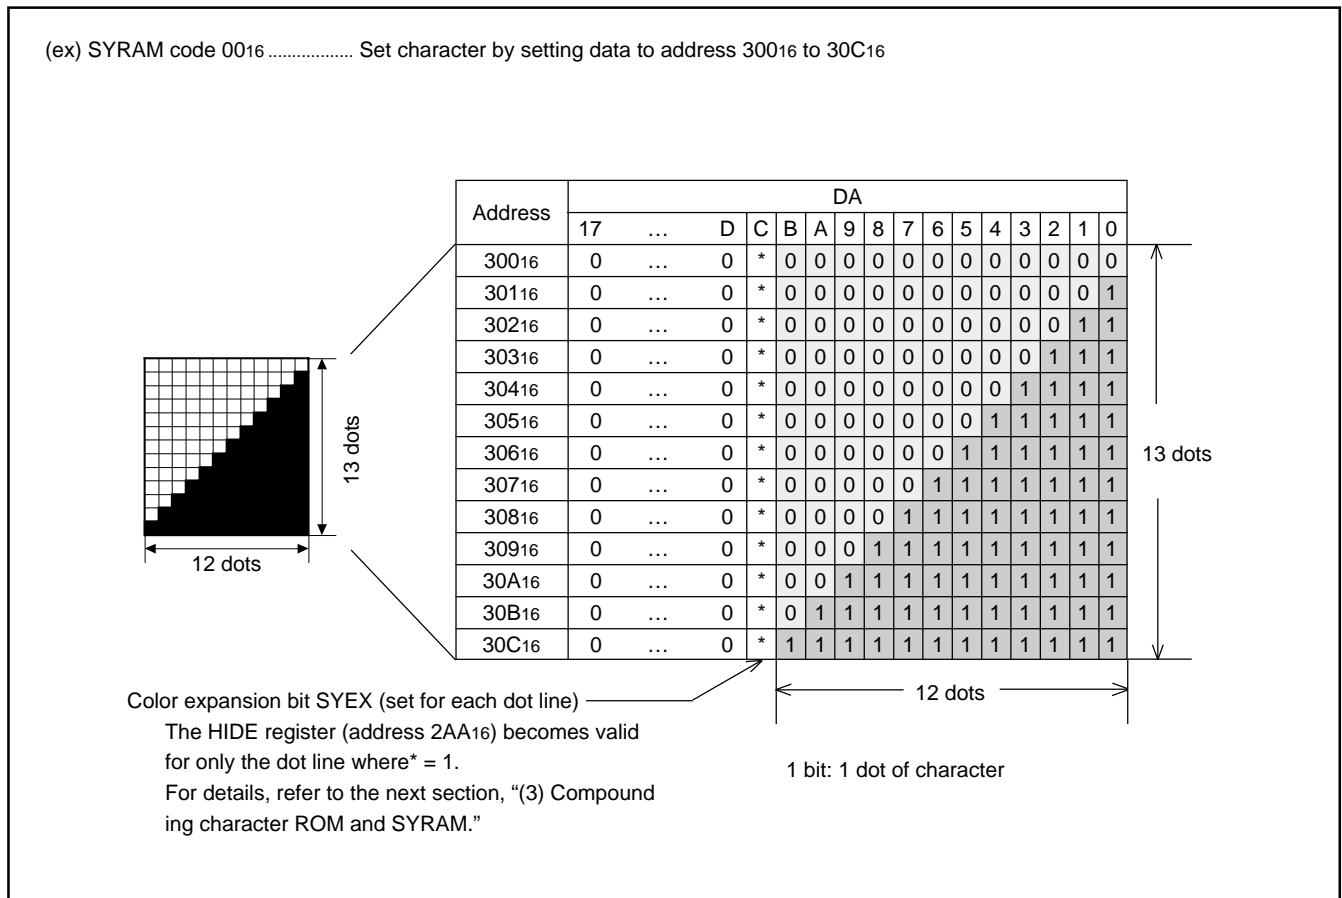 (ex) SYRAM code 0016 .................. Set character by setting data to address 30016 to 30C16
Address DA
17 … D C B A 9 8 7 6 5 4 3 2 1 0
30016 0 … 0 * 0 0 0 0 0 0 0 0 0 0 0 0
30116 0 … 0 * 0 0 0 0 0 0 0 0 0 0 0 1
30216 0 … 0 * 0 0 0 0 0 0 0 0 0 0 1 1
30316 0 … 0 * 0 0 0 0 0 0 0 0 0 1 1 1
30416 0 … 0 * 0 0 0 0 0 0 0 0 1 1 1 1
30516 0 … 0 * 0 0 0 0 0 0 0 1 1 1 1 1
30616 0 … 0 * 0 0 0 0 0 0 1 1 1 1 1 1
30716 0 … 0 * 0 0 0 0 0 1 1 1 1 1 1 1
30816 0 … 0 * 0 0 0 0 1 1 1 1 1 1 1 1
30916 0 … 0 * 0 0 0 1 1 1 1 1 1 1 1 1
30A16 0 … 0 * 0 0 1 1 1 1 1 1 1 1 1 1
30B16 0 … 0 * 0 1 1 1 1 1 1 1 1 1 1 1
30C16 0 … 0 * 1 1 1 1 1 1 1 1 1 1 1 1
13 dots
12 dots
13 dots
12 dots
Color expansion bit SYEX (set for each dot line)
The HIDE register (address 2AA16) becomes valid
for only the dot line where* = 1.
For details, refer to the next section, “(3) Compound
ing character ROM and SYRAM.”
1 bit: 1 dot of character